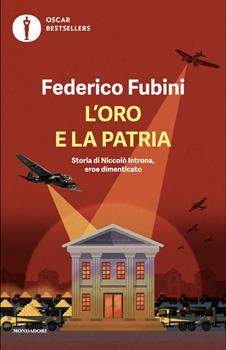 OSCAR
BESTSELLERS
Federico Fubini
L'ORO
E LA PATRIA
Storia di Niccolò Introna,
eroe dimenticato
MONDADORI